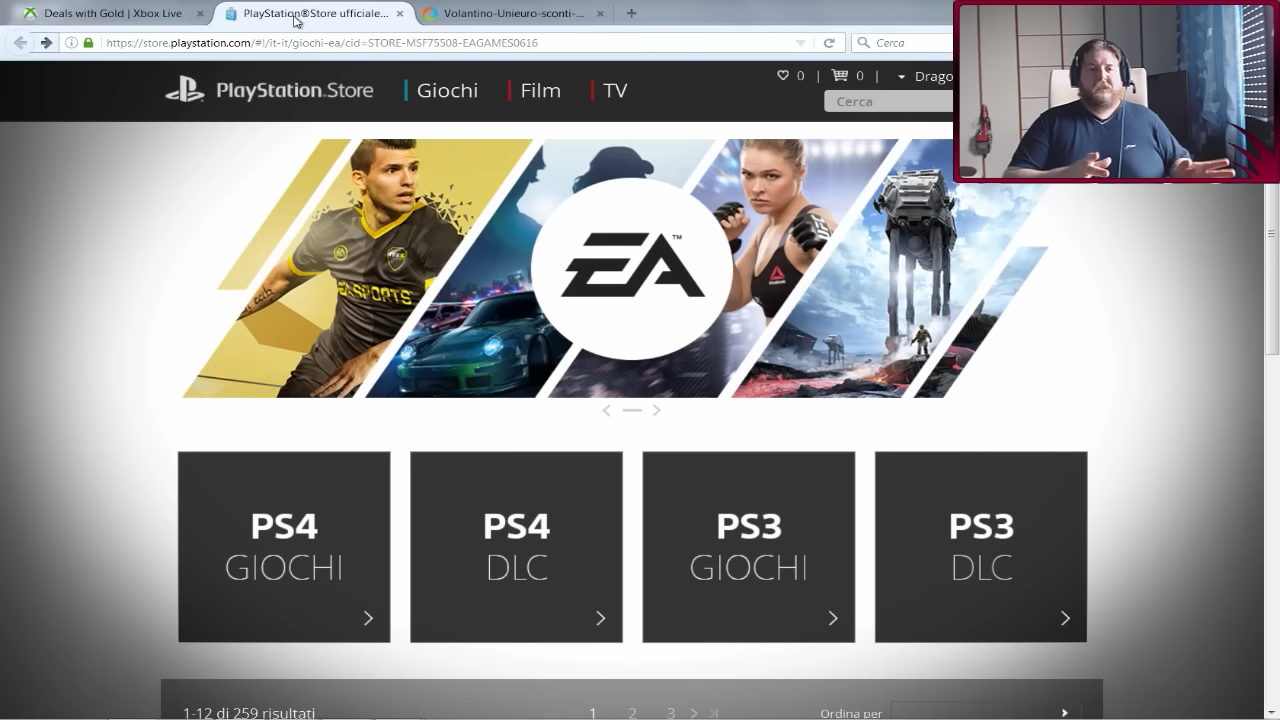 Deals with Gold | Xbox Live
PlayStation®Store ufficiale...
Volantino-Unieuro-sconti-...
https://store.playstation.com/#!/it-it/giochi-ea/cid=STORE-MSF75508-EAGAMES0616
Cerca
PlayStation.Store
Giochi
Film
TV
0 | 0 | Drago
Cerca
EA SPORTS
EA™
PS4
GIOCHI
PS4
DLC
PS3
GIOCHI
PS3
DLC
1-12 di 259 risultati
1 2 3
Ordina per